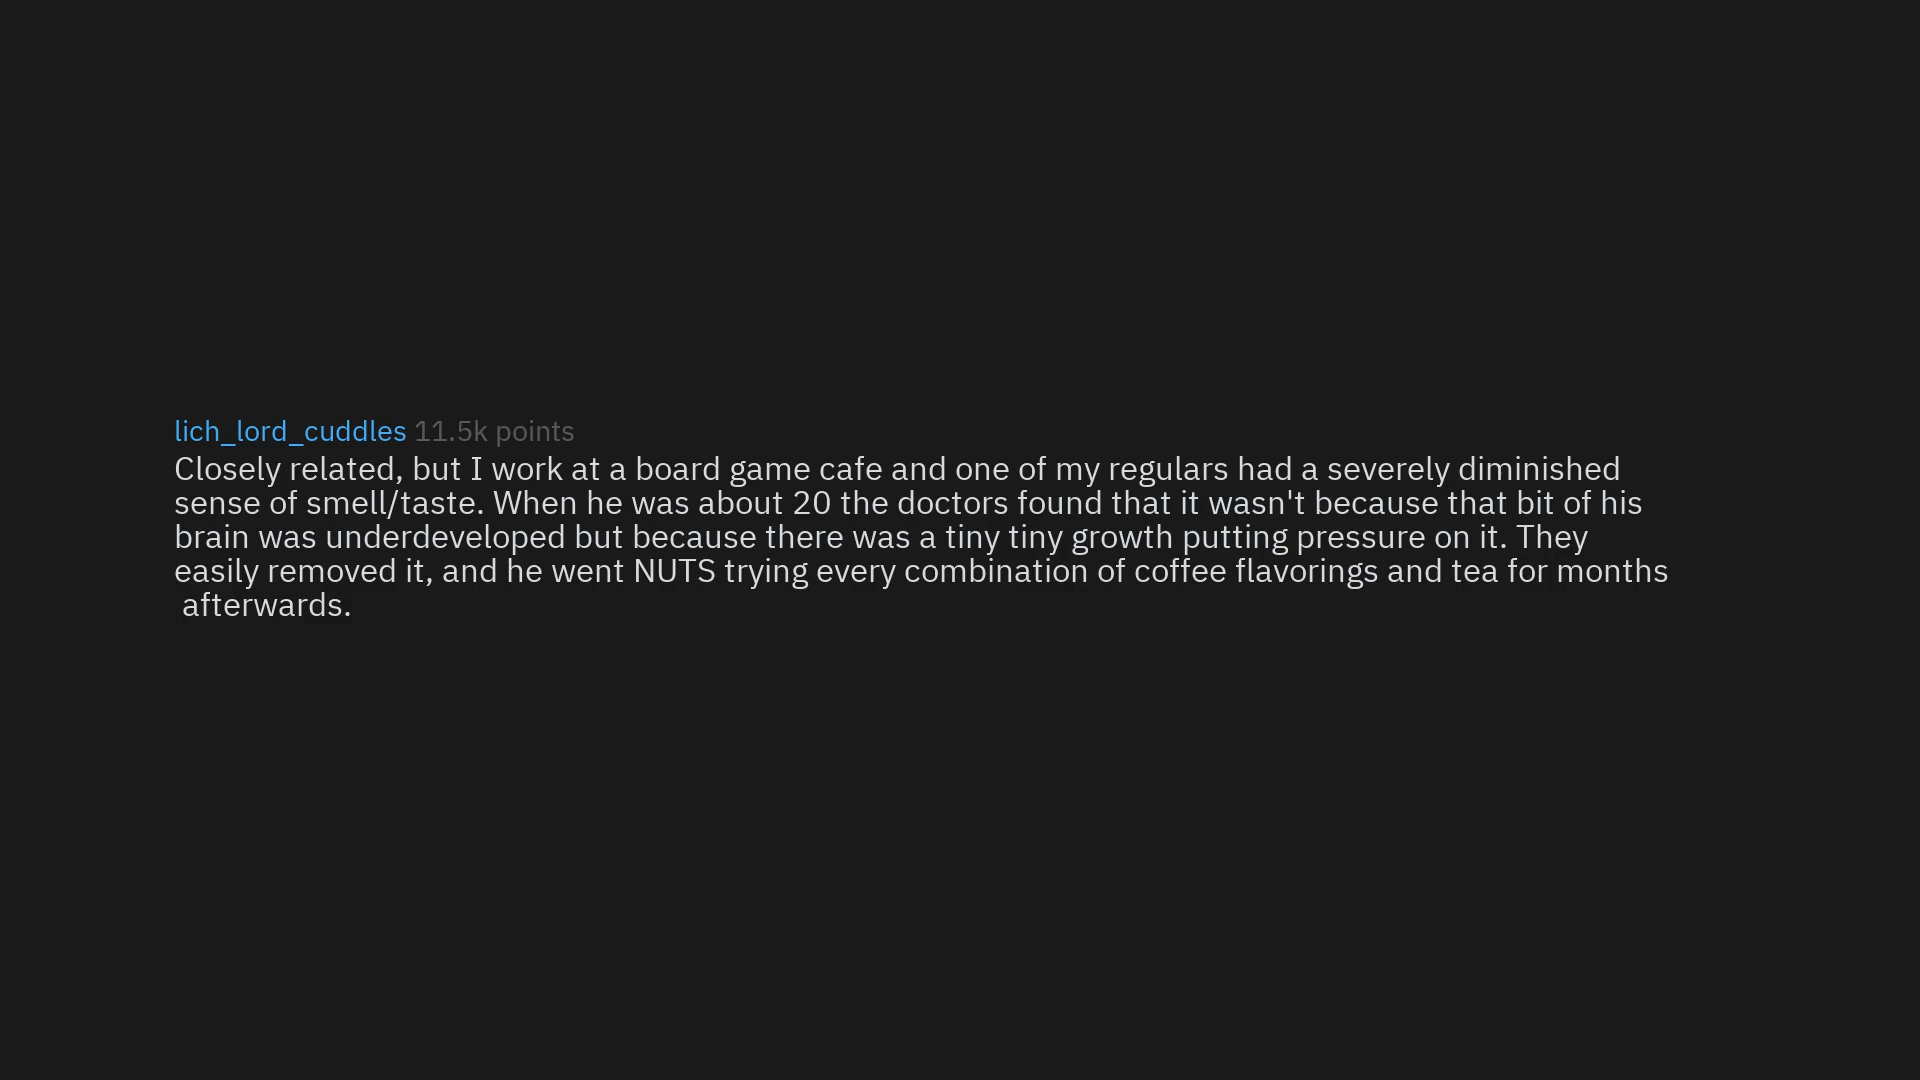 lich_lord_cuddles 11.5k points
Closely related, but I work at a board game cafe and one of my regulars had a severely diminished
sense of smell/taste. When he was about 20 the doctors found that it wasn't because that bit of his
brain was underdeveloped but because there was a tiny tiny growth putting pressure on it. They
easily removed it, and he went NUTS trying every combination of coffee flavorings and tea for months
afterwards.